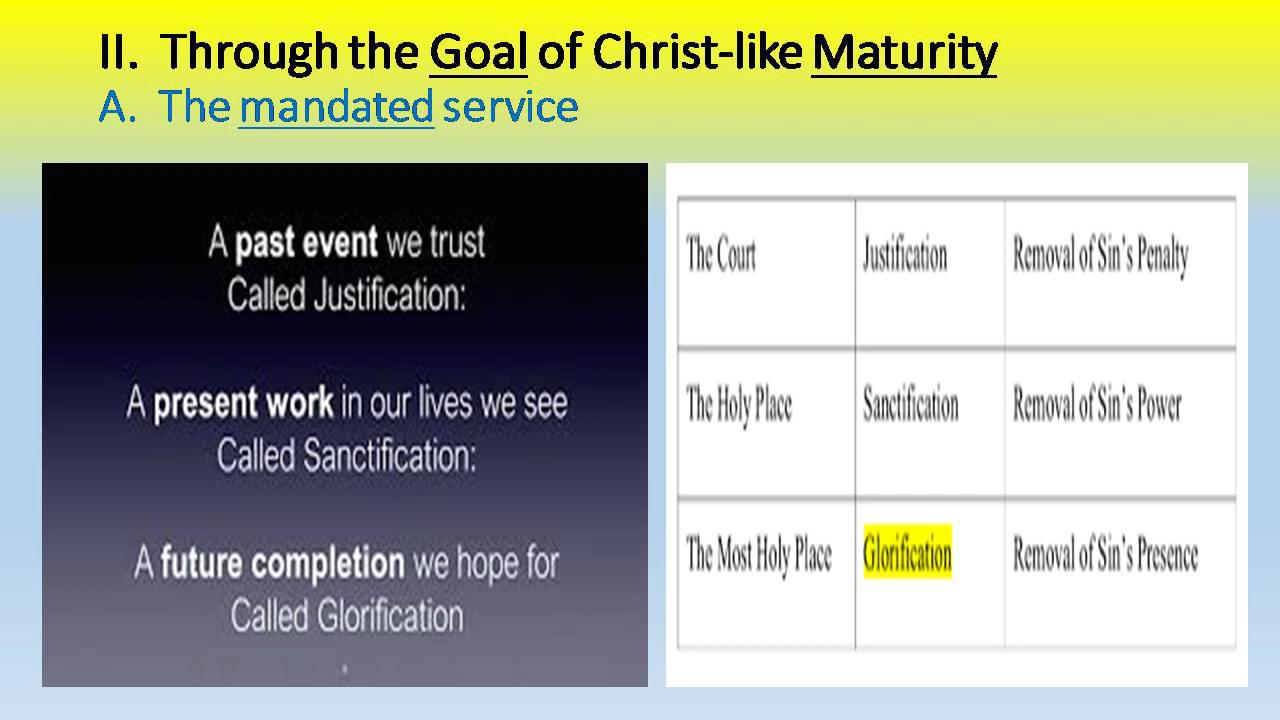 II. Through the Goal of Christ-like Maturity
A. The mandated service
A past event we trust
Called Justification:
A present work in our lives we see
Called Sanctification:
A future completion we hope for
Called Glorification
The Court Justification Removal of Sin's Penalty
The Holy Place Sanctification Removal of Sin's Power
The Most Holy Place Glorification Removal of Sin's Presence